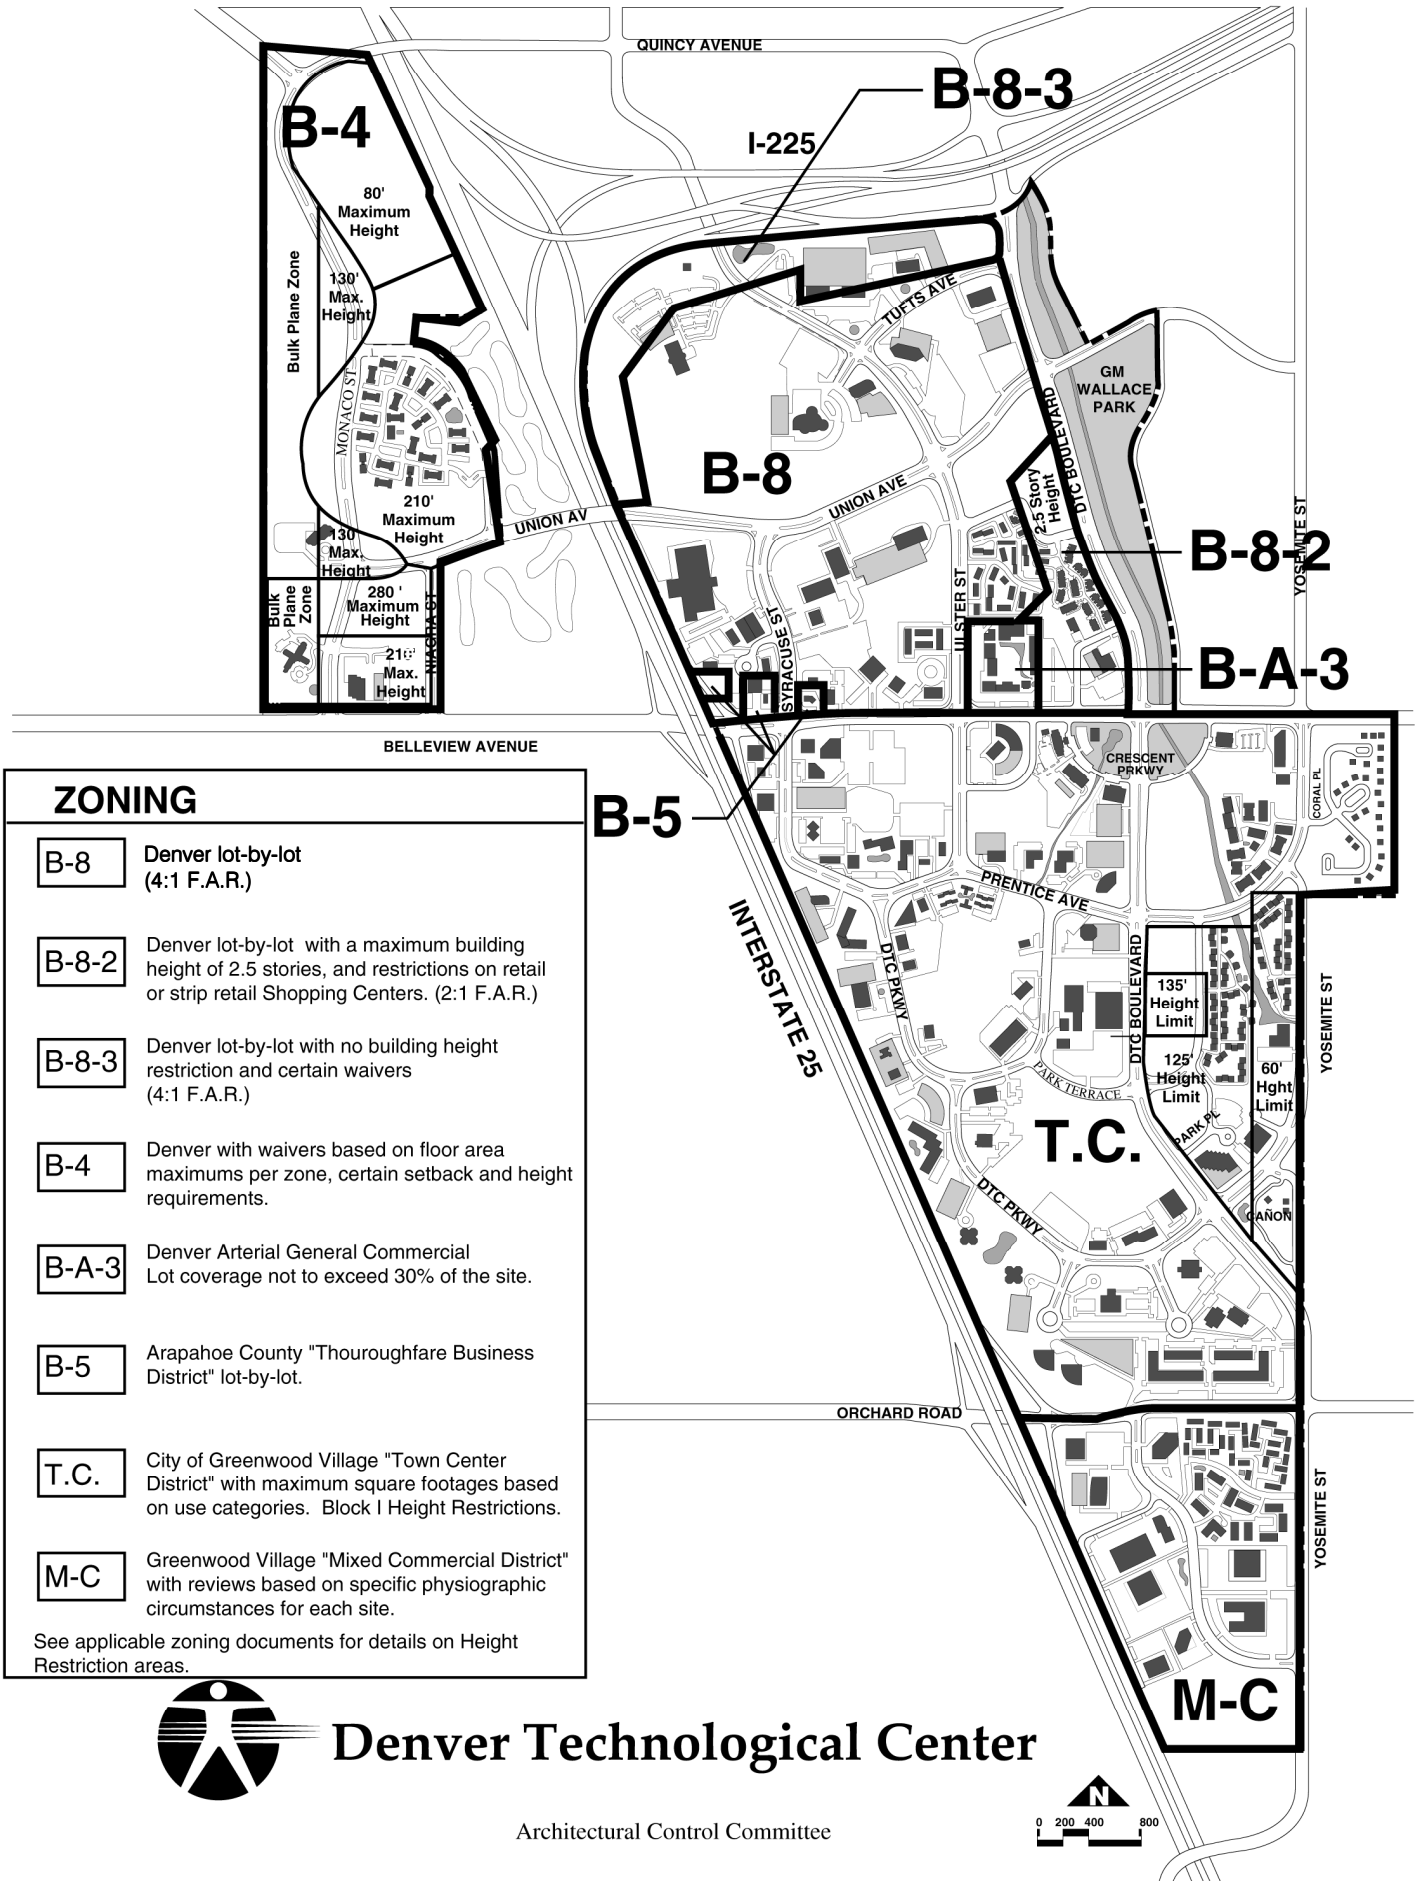 QUINCY AVENUE
B-8-3
I-225
B-4
80'
Maximum
Height
Bulk Plane Zone
130'
Max.
Height
TUFTS AVE
GM
WALLACE
PARK
MONACO ST
DTC BOULEVARD
B-8
2.5 Story
Height
UNION AVE
210'
Maximum
Height
UNION AV
YOSEMITE ST
130'
Max.
Height
B-8-2
Bulk
Plane
Zone
280 '
Maximum
Height
NIAGRA ST
SYRACUSE ST
ULSTER ST
210'
Max.
Height
B-A-3
BELLEVIEW AVENUE
CRESCENT
PRKWY
CORAL PL
B-5
PRENTICE AVE
INTERSTATE 25
DTC PKWY
DTC BOULEVARD
135'
Height
Limit
YOSEMITE ST
125'
Height
Limit
60'
Hght
Limit
PARK TERRACE
PARK PL
T.C.
DTC PKWY
CAÑON
ORCHARD ROAD
YOSEMITE ST
M-C
ZONING
B-8
Denver lot-by-lot
(4:1 F.A.R.)
B-8-2
Denver lot-by-lot with a maximum building
height of 2.5 stories, and restrictions on retail
or strip retail Shopping Centers. (2:1 F.A.R.)
B-8-3
Denver lot-by-lot with no building height
restriction and certain waivers
(4:1 F.A.R.)
B-4
Denver with waivers based on floor area
maximums per zone, certain setback and height
requirements.
B-A-3
Denver Arterial General Commercial
Lot coverage not to exceed 30% of the site.
B-5
Arapahoe County "Thouroughfare Business
District" lot-by-lot.
T.C.
City of Greenwood Village "Town Center
District" with maximum square footages based
on use categories. Block I Height Restrictions.
M-C
Greenwood Village "Mixed Commercial District"
with reviews based on specific physiographic
circumstances for each site.
See applicable zoning documents for details on Height
Restriction areas.
Denver Technological Center
Architectural Control Committee
N
0 200 400 800